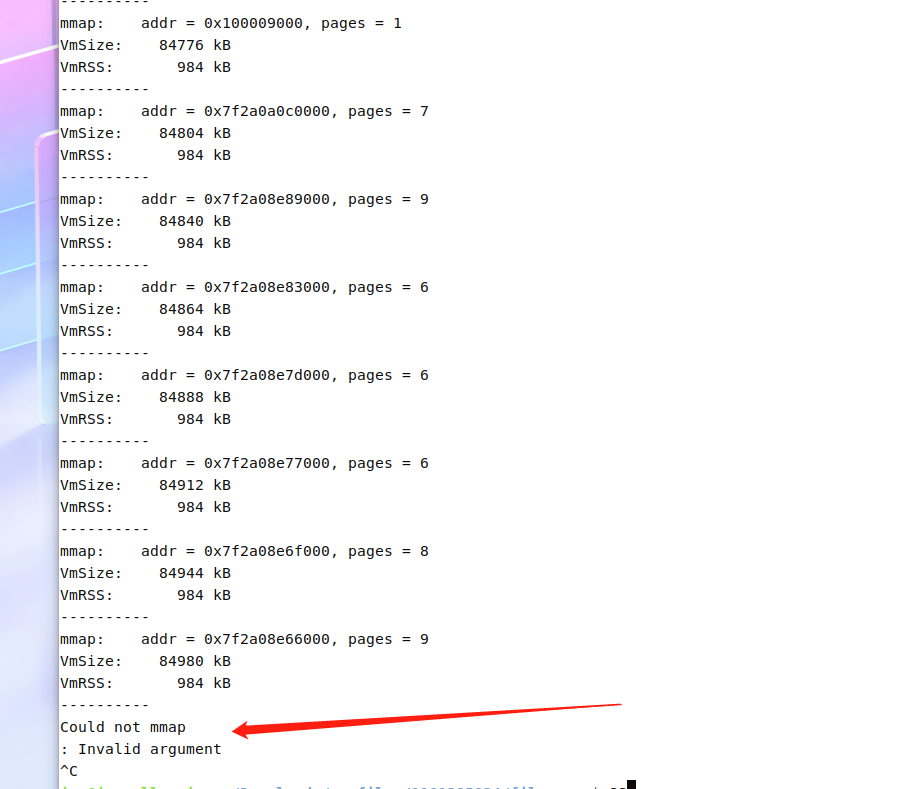 ----------
mmap:    addr = 0x100009000, pages = 1
VmSize:    84776 kB
VmRSS:       984 kB
----------
mmap:    addr = 0x7f2a0a0c0000, pages = 7
VmSize:    84804 kB
VmRSS:       984 kB
----------
mmap:    addr = 0x7f2a08e89000, pages = 9
VmSize:    84840 kB
VmRSS:       984 kB
----------
mmap:    addr = 0x7f2a08e83000, pages = 6
VmSize:    84864 kB
VmRSS:       984 kB
----------
mmap:    addr = 0x7f2a08e7d000, pages = 6
VmSize:    84888 kB
VmRSS:       984 kB
----------
mmap:    addr = 0x7f2a08e77000, pages = 6
VmSize:    84912 kB
VmRSS:       984 kB
----------
mmap:    addr = 0x7f2a08e6f000, pages = 8
VmSize:    84944 kB
VmRSS:       984 kB
----------
mmap:    addr = 0x7f2a08e66000, pages = 9
VmSize:    84980 kB
VmRSS:       984 kB
----------
Could not mmap
: Invalid argument
^C